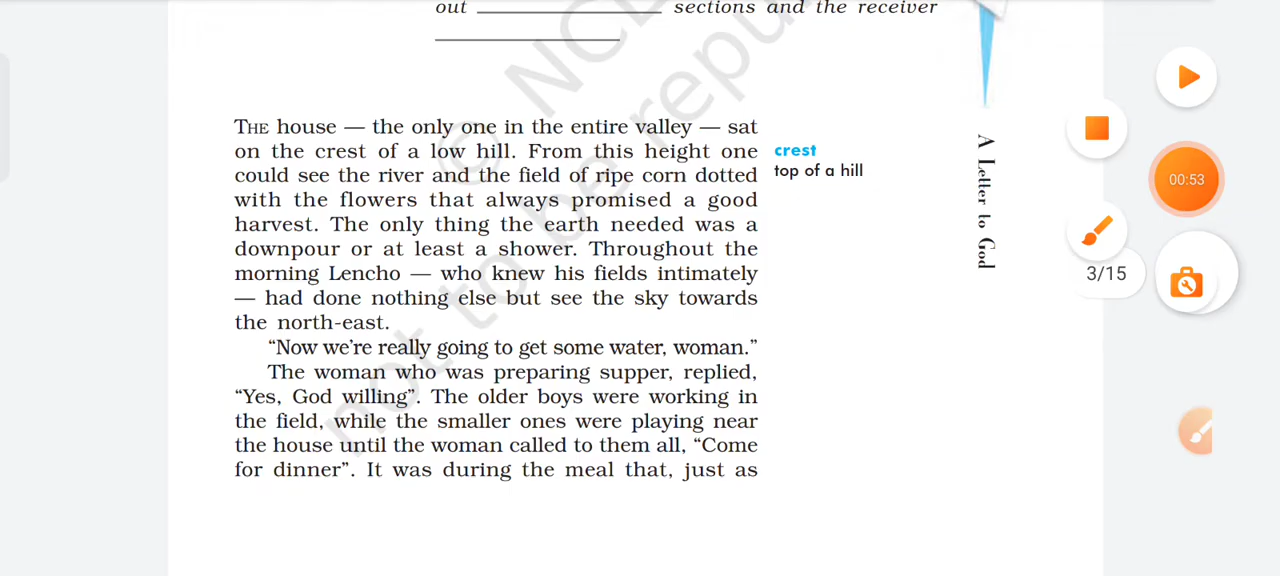 out ____________ sections and the receiver
____________
THE house — the only one in the entire valley — sat
on the crest of a low hill. From this height one
could see the river and the field of ripe corn dotted
with the flowers that always promised a good
harvest. The only thing the earth needed was a
downpour or at least a shower. Throughout the
morning Lencho — who knew his fields intimately
— had done nothing else but see the sky towards
the north-east.
“Now we’re really going to get some water, woman.”
The woman who was preparing supper, replied,
“Yes, God willing”. The older boys were working in
the field, while the smaller ones were playing near
the house until the woman called to them all, “Come
for dinner”. It was during the meal that, just as
crest
top of a hill
A Letter to God
not to be repu
© NC
00:53
3/15